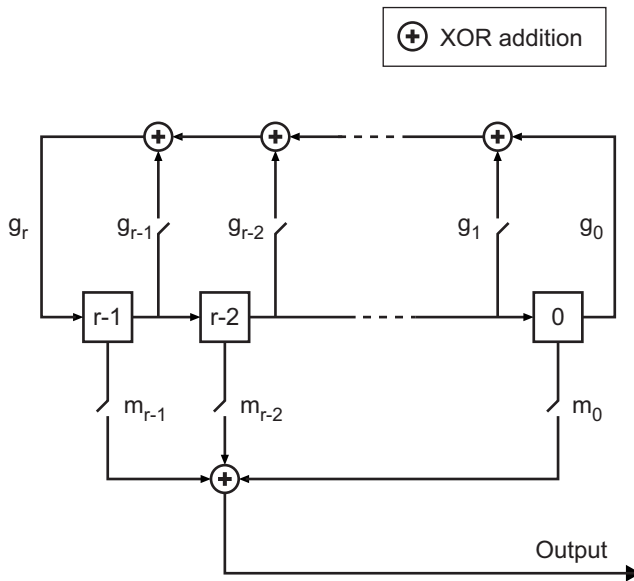 XOR addition
g_r
g_{r-1}
g_{r-2}
g_1
g_0
r-1
r-2
0
m_{r-1}
m_{r-2}
m_0
Output